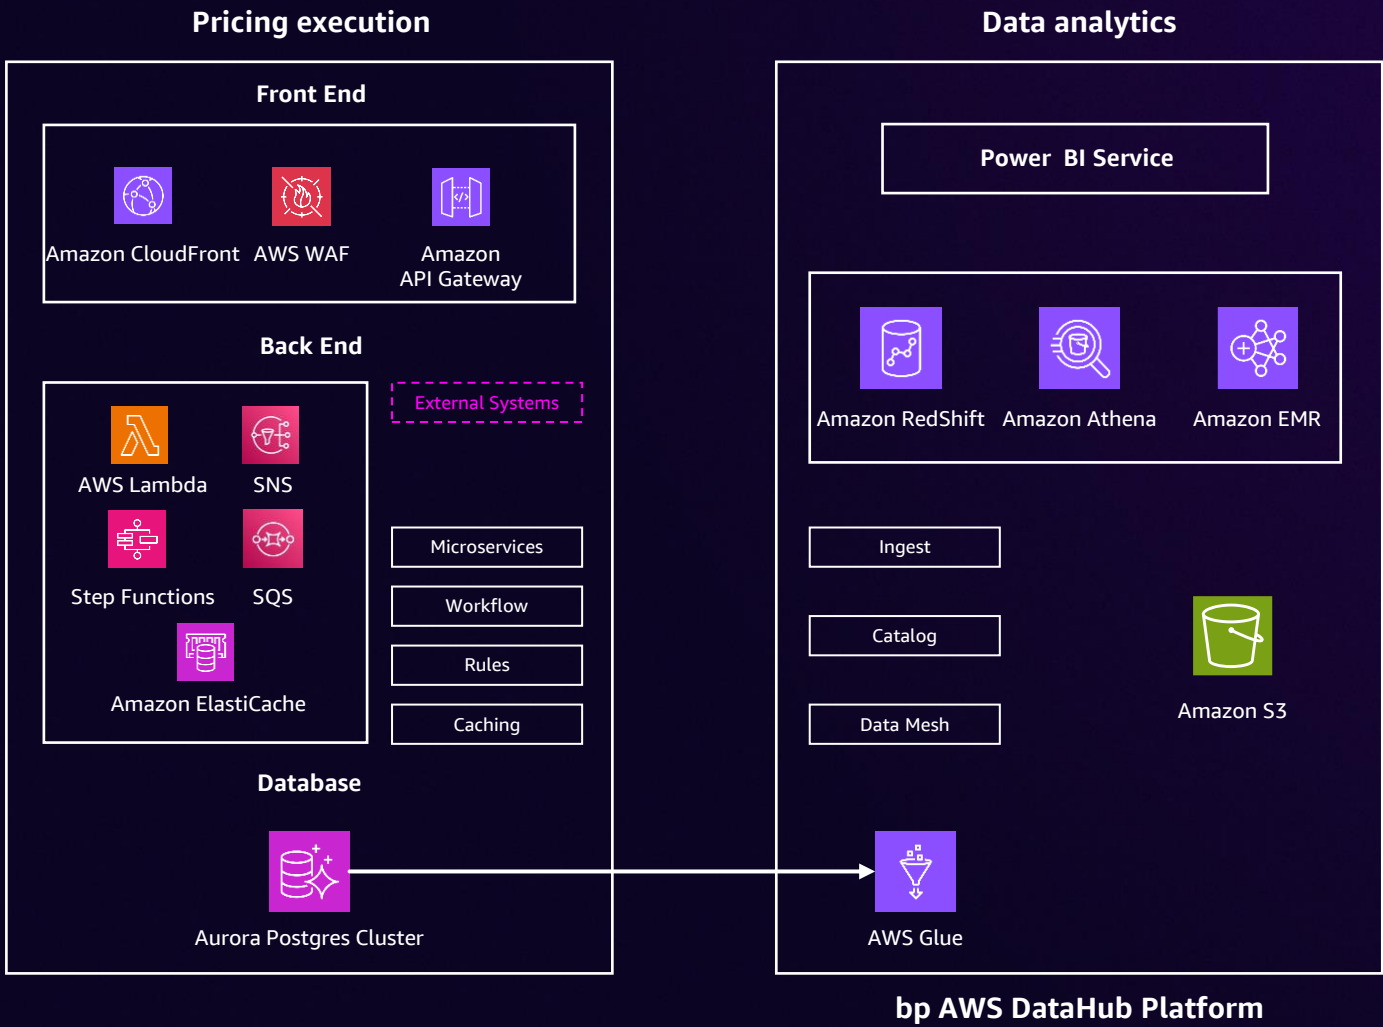 Pricing execution
Front End
Amazon CloudFront
AWS WAF
Amazon
API Gateway
Back End
AWS Lambda
SNS
Step Functions
SQS
Amazon ElastiCache
External Systems
Microservices
Workflow
Rules
Caching
Database
Aurora Postgres Cluster
Data analytics
Power BI Service
Amazon RedShift
Amazon Athena
Amazon EMR
Ingest
Catalog
Data Mesh
Amazon S3
AWS Glue
bp AWS DataHub Platform